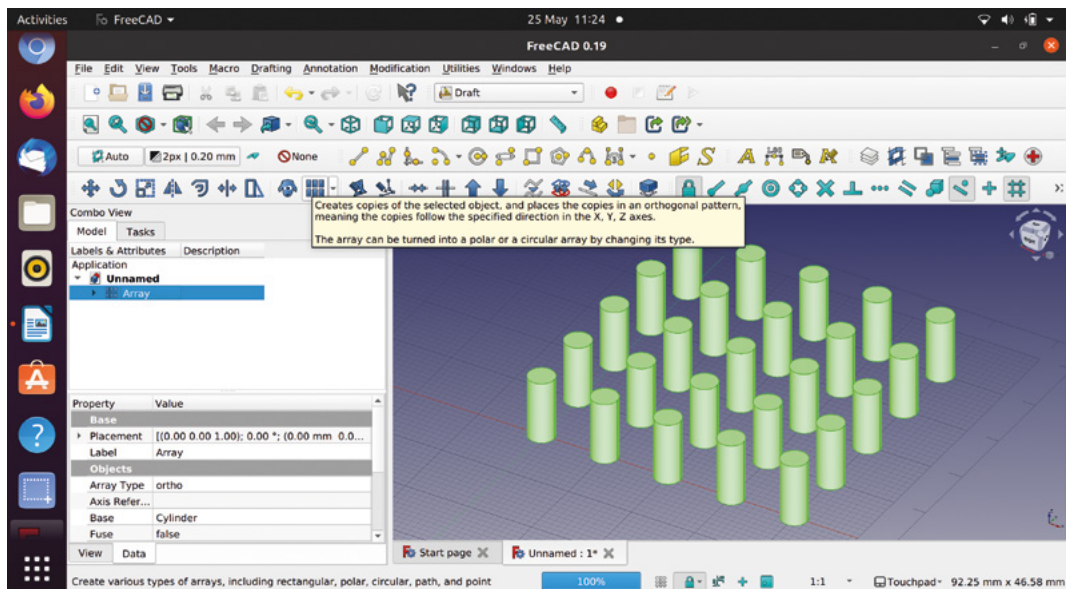 Activities FreeCAD 25 May 11:24
FreeCAD 0.19
File Edit View Tools Macro Drafting Annotation Modification Utilities Windows Help
Draft
Auto 2px | 0.20 mm None
Creates copies of the selected object, and places the copies in an orthogonal pattern,
meaning the copies follow the specified direction in the X, Y, Z axes.
The array can be turned into a polar or a circular array by changing its type.
Combo View
Model Tasks
Labels & Attributes Description
Application
Unnamed
Array
Property Value
Base
Placement [(0.00 0.00 1.00); 0.00 °; (0.00 mm 0.0...
Label Array
Objects
Array Type ortho
Axis Refer...
Base Cylinder
Fuse false
View Data
Start page Unnamed : 1*
Create various types of arrays, including rectangular, polar, circular, path, and point 100% 1:1 Touchpad 92.25 mm x 46.58 mm